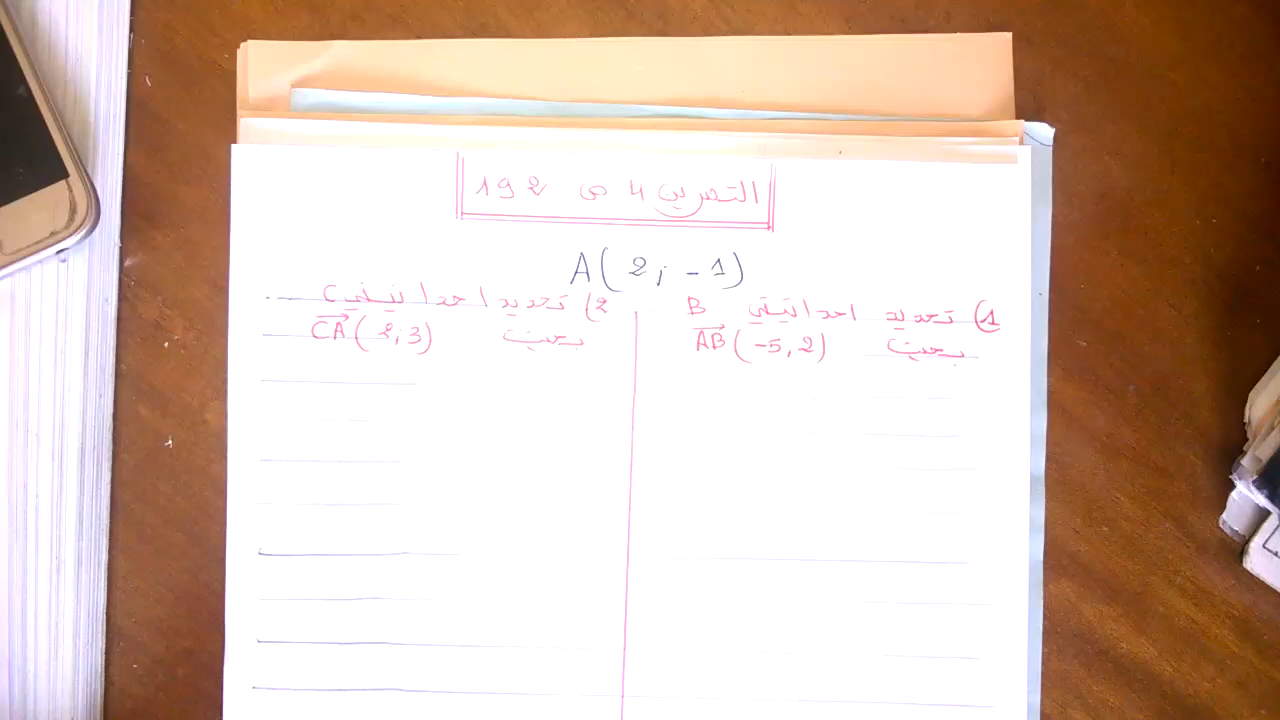 التمرين 4 ص 192
A( 2 ; -1)
1) تحديد احداثيتي B
بحيث AB(-5, 2)
2) تحديد احداثيتي C
بحيث CA( 2 ; 3)